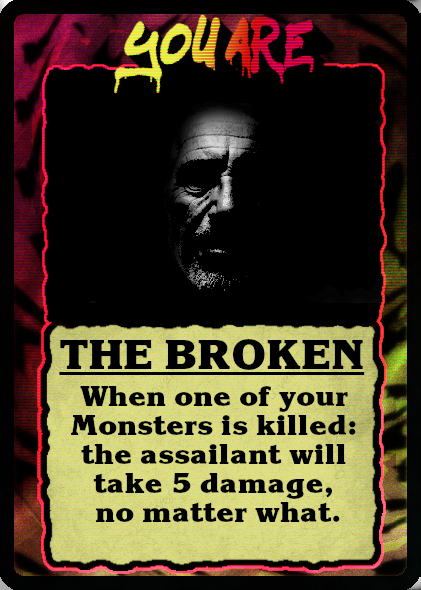 YOU ARE
THE BROKEN
When one of your
Monsters is killed:
the assailant will
take 5 damage,
no matter what.